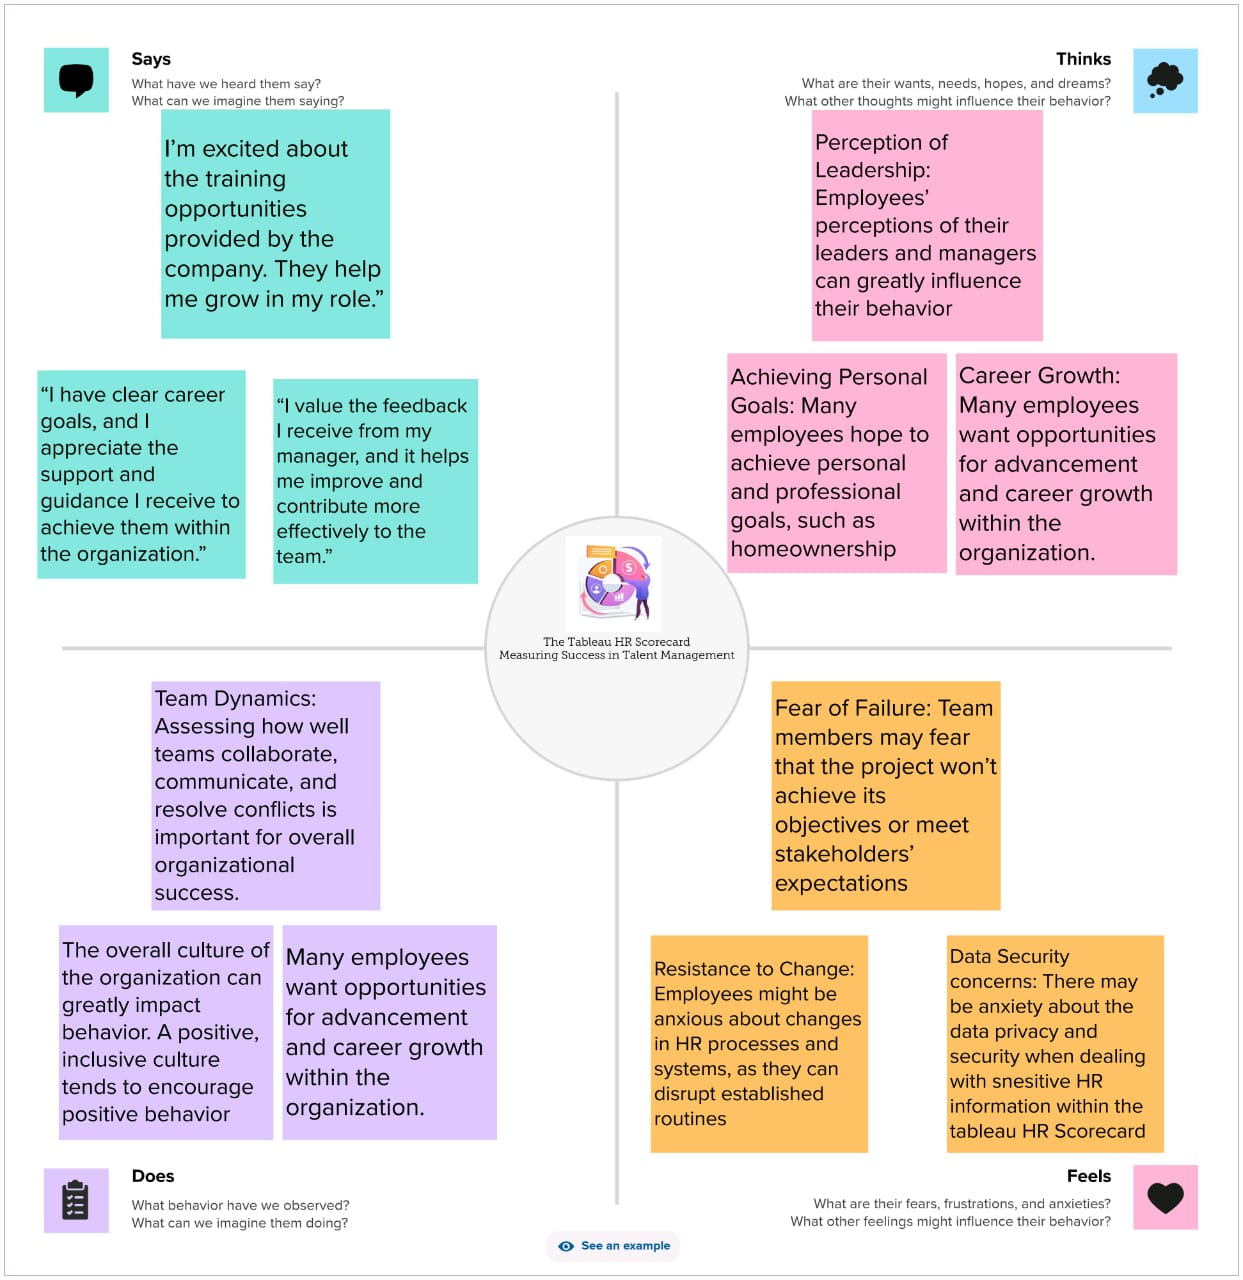 Says
What have we heard them say?
What can we imagine them saying?
I’m excited about
the training
opportunities
provided by the
company. They help
me grow in my role.”
“I have clear career
goals, and I
appreciate the
support and
guidance I receive to
achieve them within
the organization.”
“I value the feedback
I receive from my
manager, and it helps
me improve and
contribute more
effectively to the
team.”
Thinks
What are their wants, needs, hopes, and dreams?
What other thoughts might influence their behavior?
Perception of
Leadership:
Employees’
perceptions of their
leaders and managers
can greatly influence
their behavior
Achieving Personal
Goals: Many
employees hope to
achieve personal
and professional
goals, such as
homeownership
Career Growth:
Many employees
want opportunities
for advancement
and career growth
within the
organization.
The Tableau HR Scorecard
Measuring Success in Talent Management
Team Dynamics:
Assessing how well
teams collaborate,
communicate, and
resolve conflicts is
important for overall
organizational
success.
The overall culture of
the organization can
greatly impact
behavior. A positive,
inclusive culture
tends to encourage
positive behavior
Many employees
want opportunities
for advancement
and career growth
within the
organization.
Does
What behavior have we observed?
What can we imagine them doing?
Fear of Failure: Team
members may fear
that the project won’t
achieve its
objectives or meet
stakeholders’
expectations
Resistance to Change:
Employees might be
anxious about changes
in HR processes and
systems, as they can
disrupt established
routines
Data Security
concerns: There may
be anxiety about the
data privacy and
security when dealing
with snesitive HR
information within the
tableau HR Scorecard
Feels
What are their fears, frustrations, and anxieties?
What other feelings might influence their behavior?
See an example